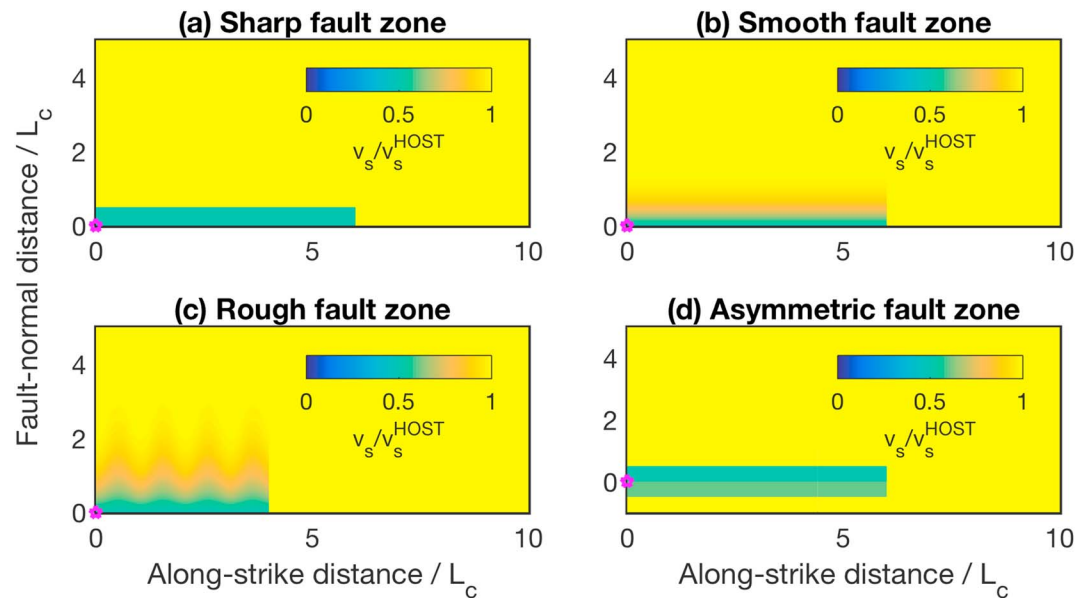 (a) Sharp fault zone
4
2
0
0 5 10
0 0.5 1
v_s/v_s^HOST
(b) Smooth fault zone
4
2
0
0 5 10
0 0.5 1
v_s/v_s^HOST
Fault-normal distance / L_c
(c) Rough fault zone
4
2
0
0 5 10
0 0.5 1
v_s/v_s^HOST
Along-strike distance / L_c
(d) Asymmetric fault zone
4
2
0
0 5 10
0 0.5 1
v_s/v_s^HOST
Along-strike distance / L_c